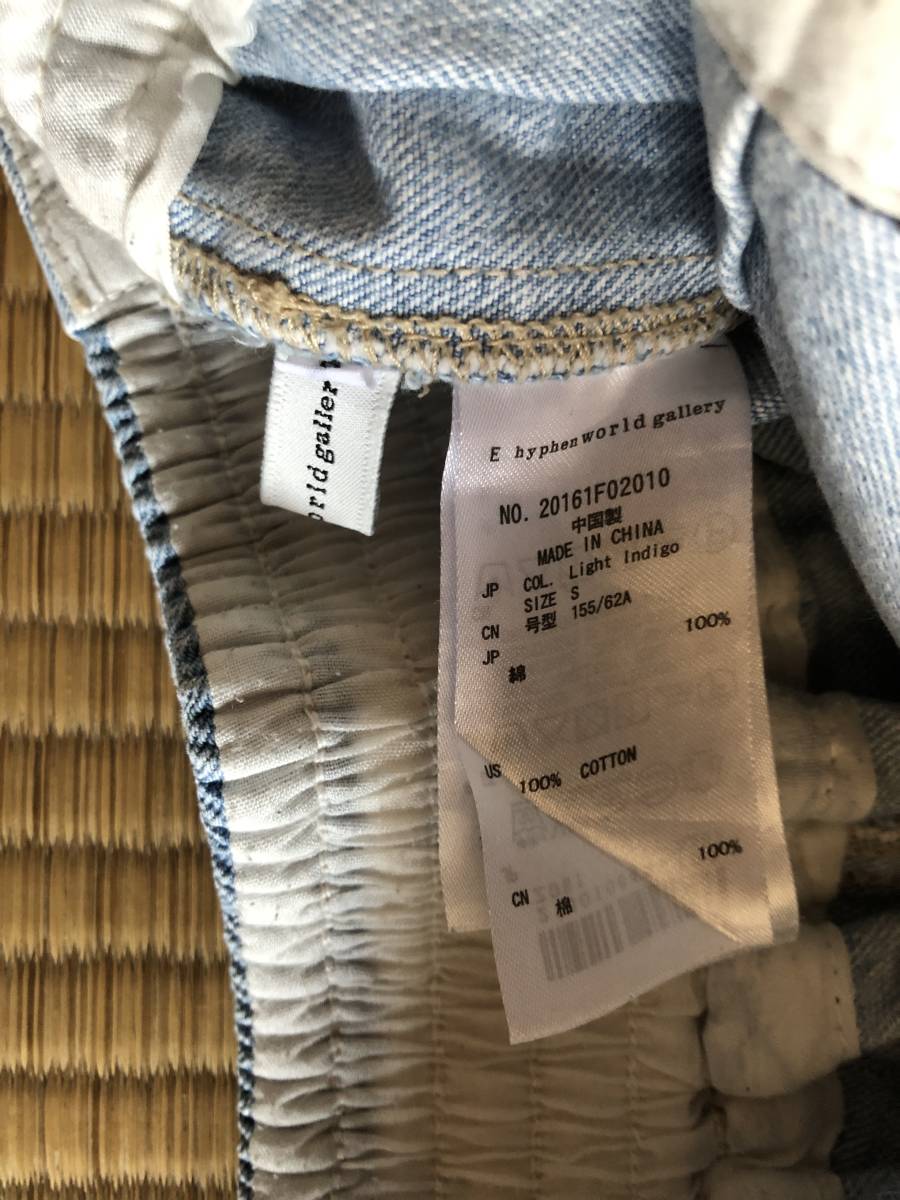 orld galler
E hyphen world gallery
NO. 20161F02010
中国製
MADE IN CHINA
JP COL. Light Indigo
SIZE S
CN 号型 155/62A
JP 綿 100%
US 100% COTTON
CN 棉 100%